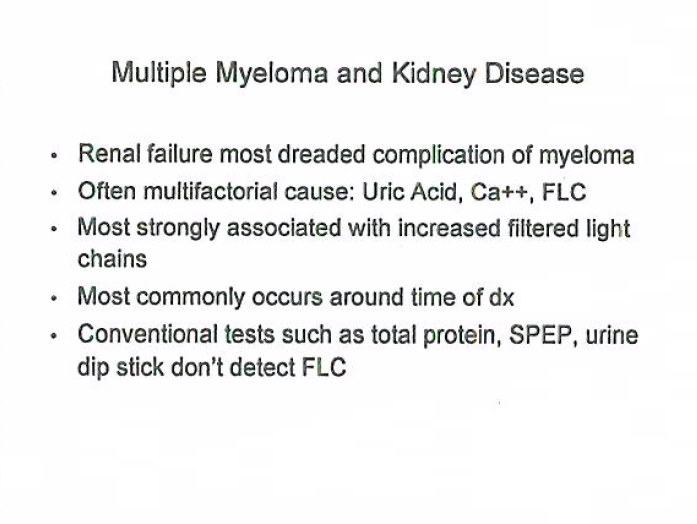 Multiple Myeloma and Kidney Disease
• Renal failure most dreaded complication of myeloma
• Often multifactorial cause: Uric Acid, Ca++, FLC
• Most strongly associated with increased filtered light
chains
• Most commonly occurs around time of dx
• Conventional tests such as total protein, SPEP, urine
dip stick don't detect FLC